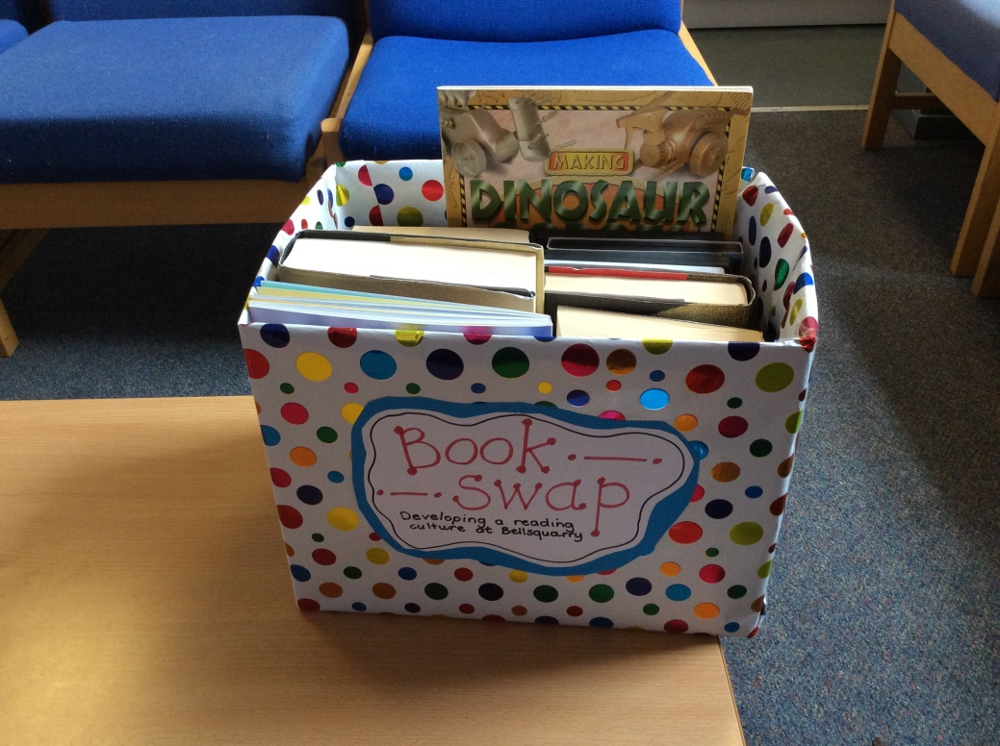 MAKING
DINOSAUR
Book
swap
Developing a reading
culture at Bellsquarry